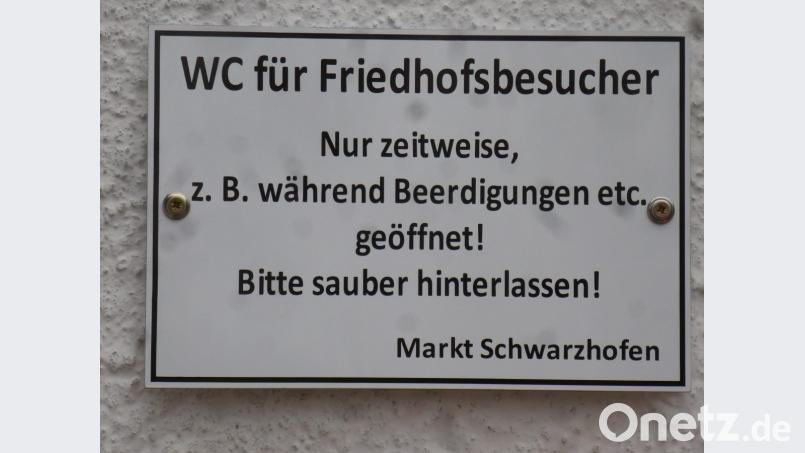 WC für Friedhofsbesucher
Nur zeitweise,
z. B. während Beerdigungen etc.
geöffnet!
Bitte sauber hinterlassen!
Markt Schwarzhofen
Onetz.de